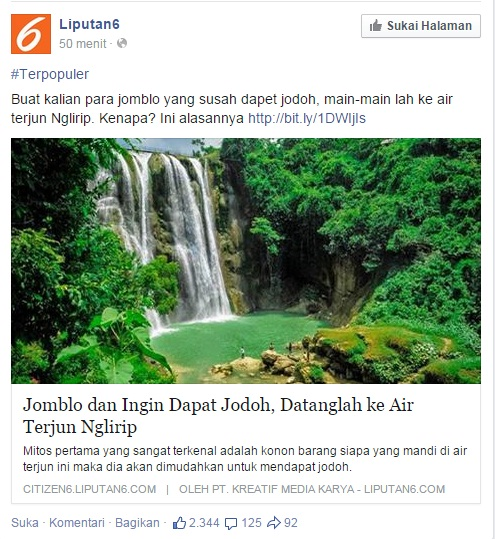 6 Liputan6
Sukai Halaman
50 menit ·
#Terpopuler
Buat kalian para jomblo yang susah dapet jodoh, main-main lah ke air
terjun Nglirip. Kenapa? Ini alasannya http://bit.ly/1DWIjIs
Jomblo dan Ingin Dapat Jodoh, Datanglah ke Air
Terjun Nglirip
Mitos pertama yang sangat terkenal adalah konon barang siapa yang mandi di air
terjun ini maka dia akan dimudahkan untuk mendapat jodoh.
CITIZEN6.LIPUTAN6.COM | OLEH PT. KREATIF MEDIA KARYA - LIPUTAN6.COM
Suka · Komentari · Bagikan · 2.344 125 92